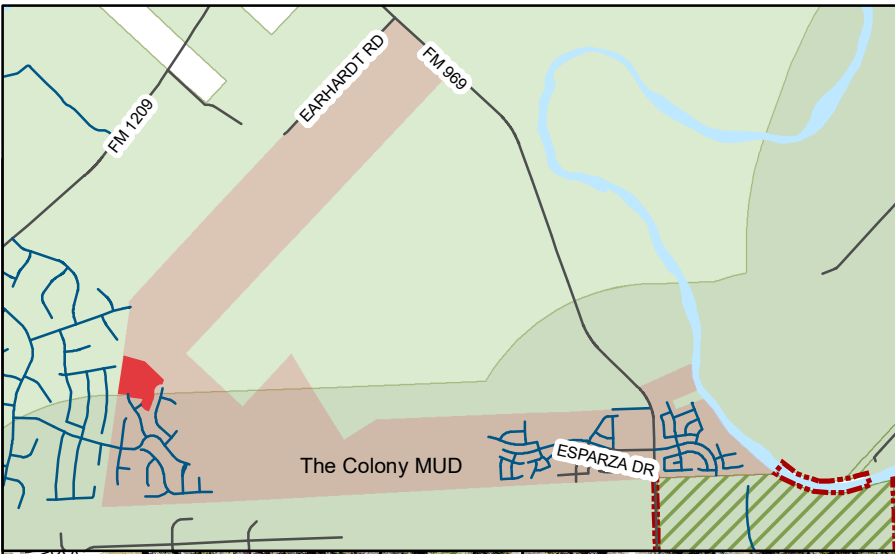 EARHARDT RD
FM 969
FM 1209
The Colony MUD
ESPARZA DR